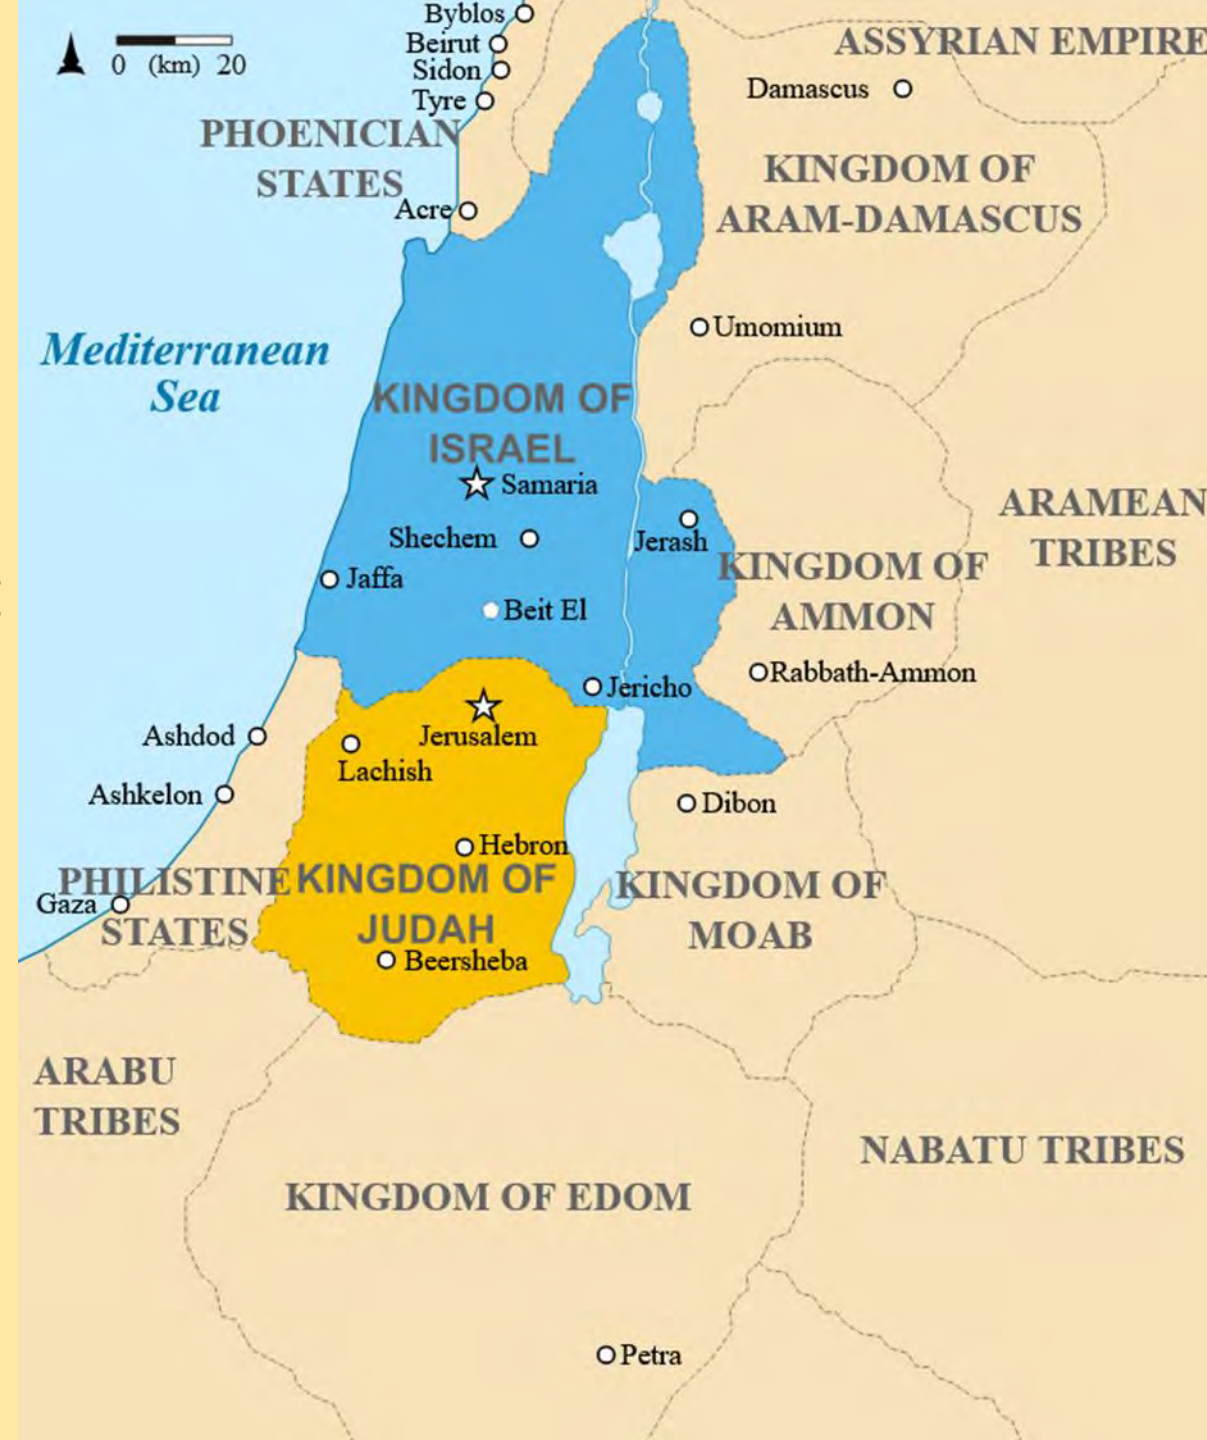 Byblos
Beirut
0 (km) 20
Sidon
Tyre
ASSYRIAN EMPIRE
Damascus
PHOENICIAN
STATES
KINGDOM OF
ARAM-DAMASCUS
Acre
Umomium
Mediterranean
Sea
KINGDOM OF
ISRAEL
Samaria
Shechem
Jerash
ARAMEAN
TRIBES
KINGDOM OF
AMMON
Jaffa
Beit El
Rabbath-Ammon
Jericho
Ashdod
Jerusalem
Lachish
Ashkelon
Dibon
Hebron
PHILISTINE
STATES
Gaza
KINGDOM OF
JUDAH
KINGDOM OF
MOAB
Beersheba
ARABU
TRIBES
NABATU TRIBES
KINGDOM OF EDOM
Petra